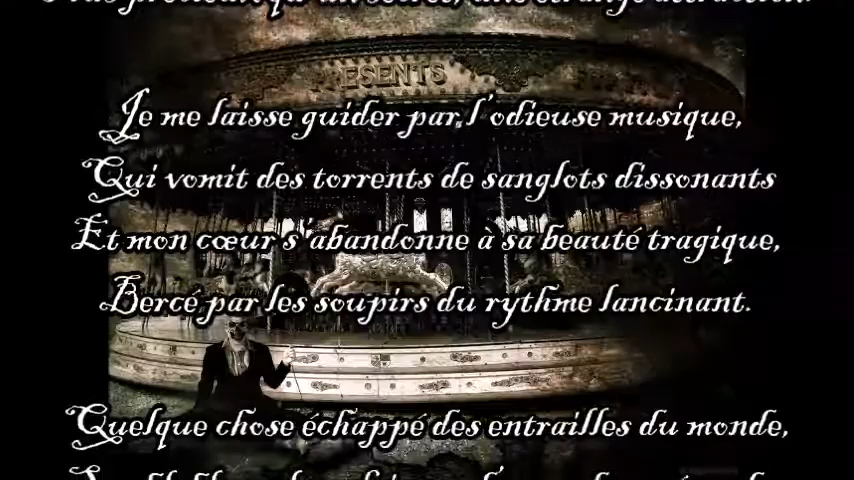 ESENTS
Je me laisse guider par l'odieuse musique,
Qui vomit des torrents de sanglots dissonants
Et mon cœur s'abandonne à sa beauté tragique,
Bercé par les soupirs du rythme lancinant.
Quelque chose échappé des entrailles du monde,